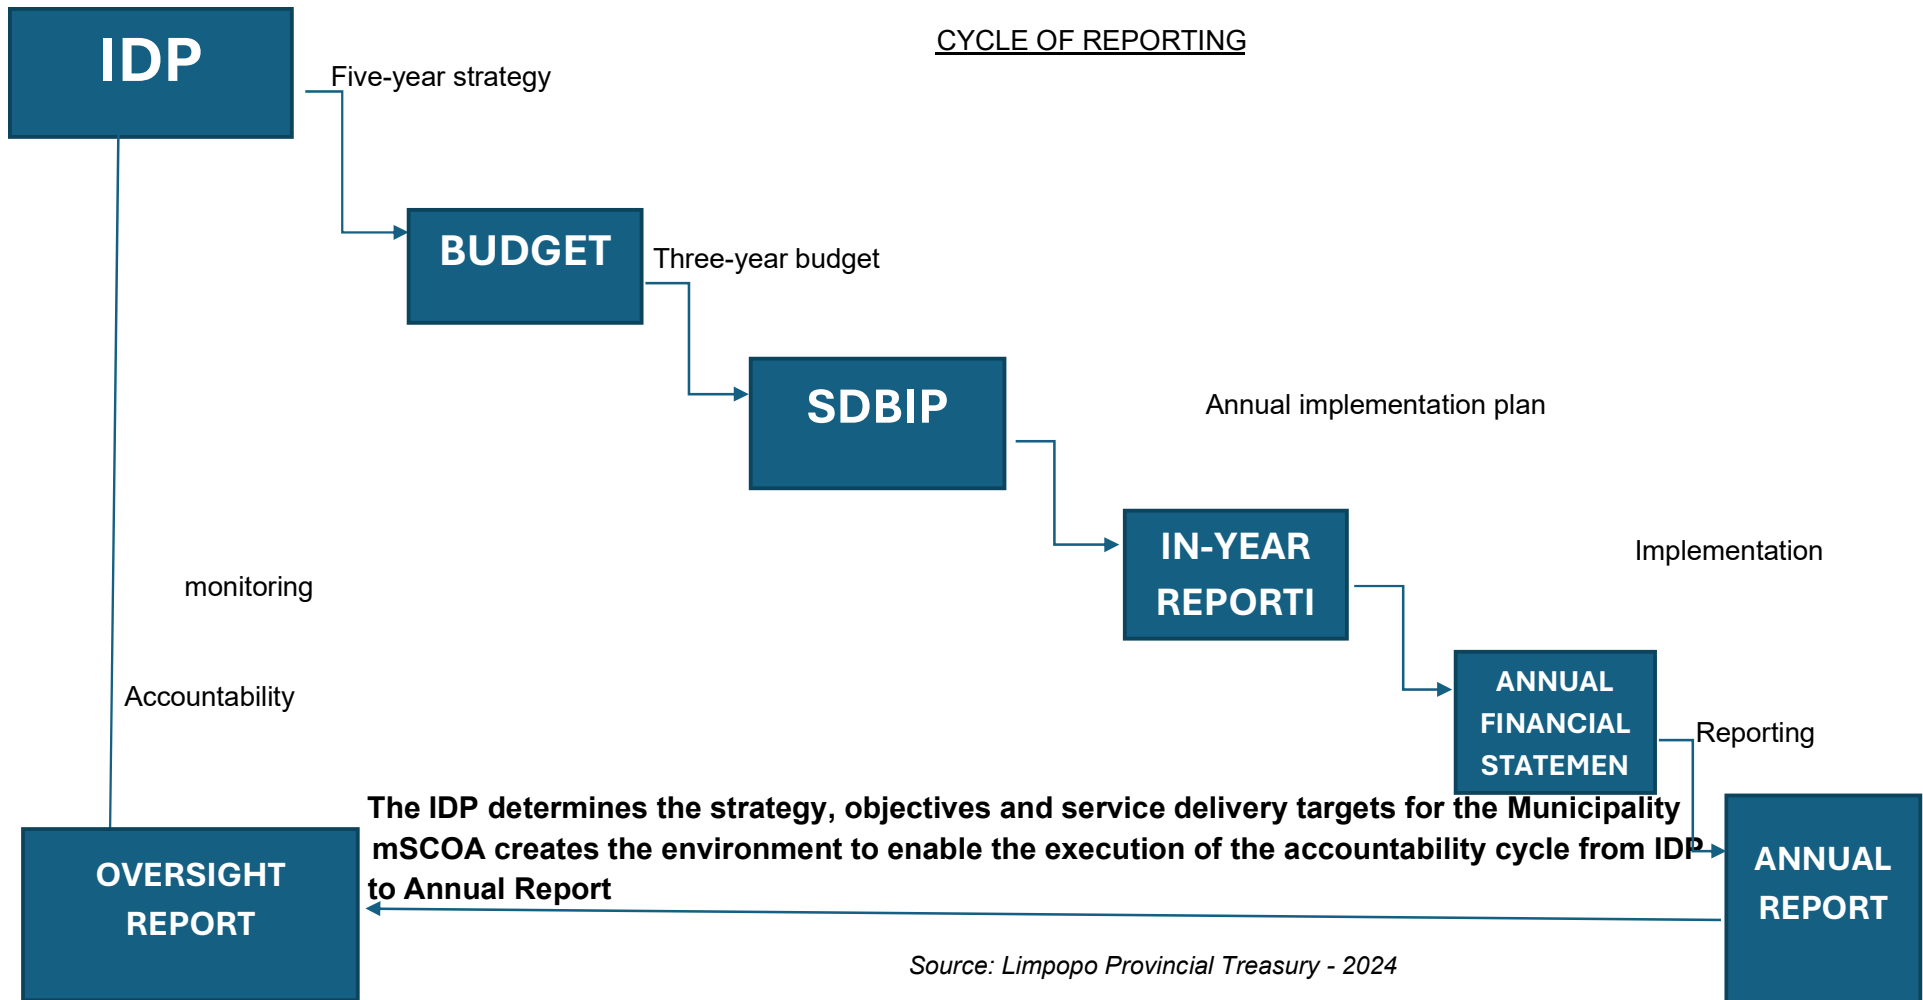 CYCLE OF REPORTING
IDP
Five-year strategy
BUDGET
Three-year budget
SDBIP
Annual implementation plan
IN-YEAR
REPORTI
Implementation
monitoring
ANNUAL
FINANCIAL
STATEMEN
Accountability
Reporting
The IDP determines the strategy, objectives and service delivery targets for the Municipality
mSCOA creates the environment to enable the execution of the accountability cycle from IDP
to Annual Report
ANNUAL
REPORT
OVERSIGHT
REPORT
Source: Limpopo Provincial Treasury - 2024